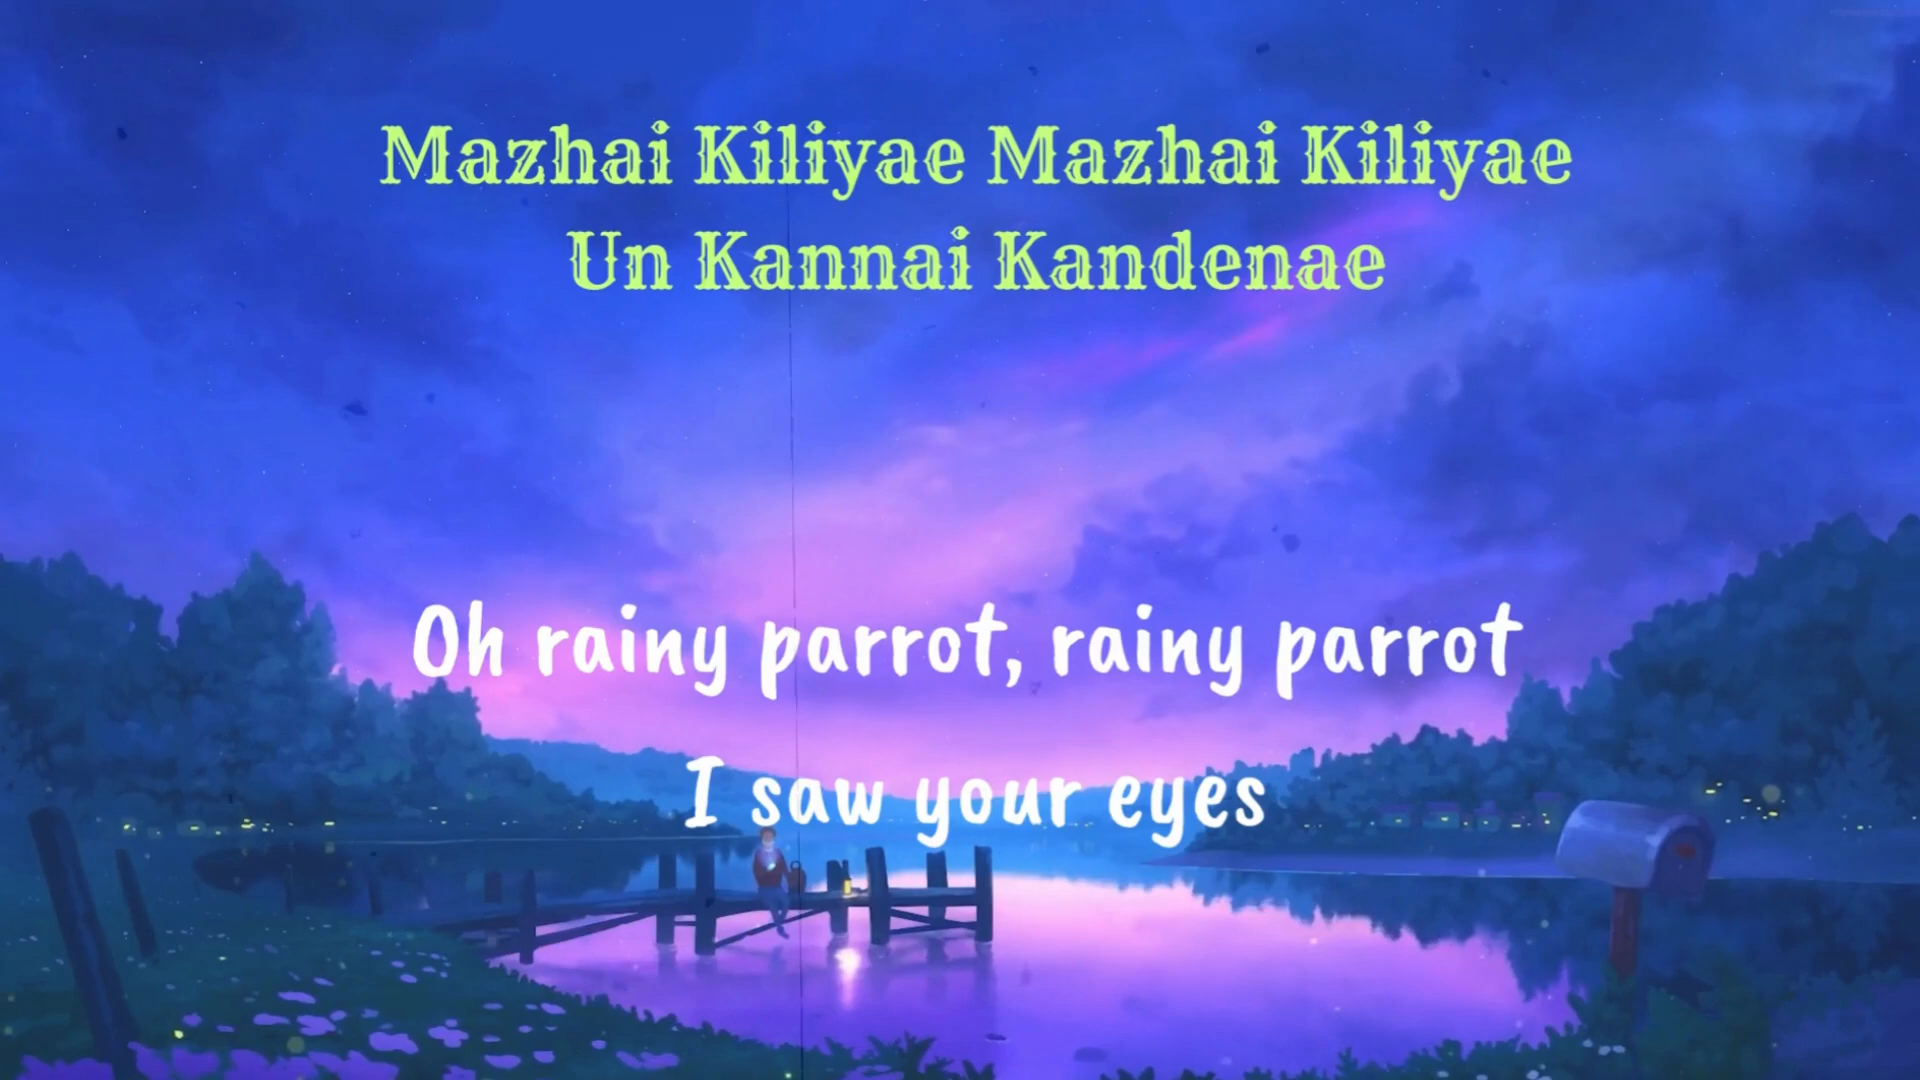 Mazhai Kiliyae Mazhai Kiliyae
Un Kannai Kandenae
Oh rainy parrot, rainy parrot
I saw your eyes